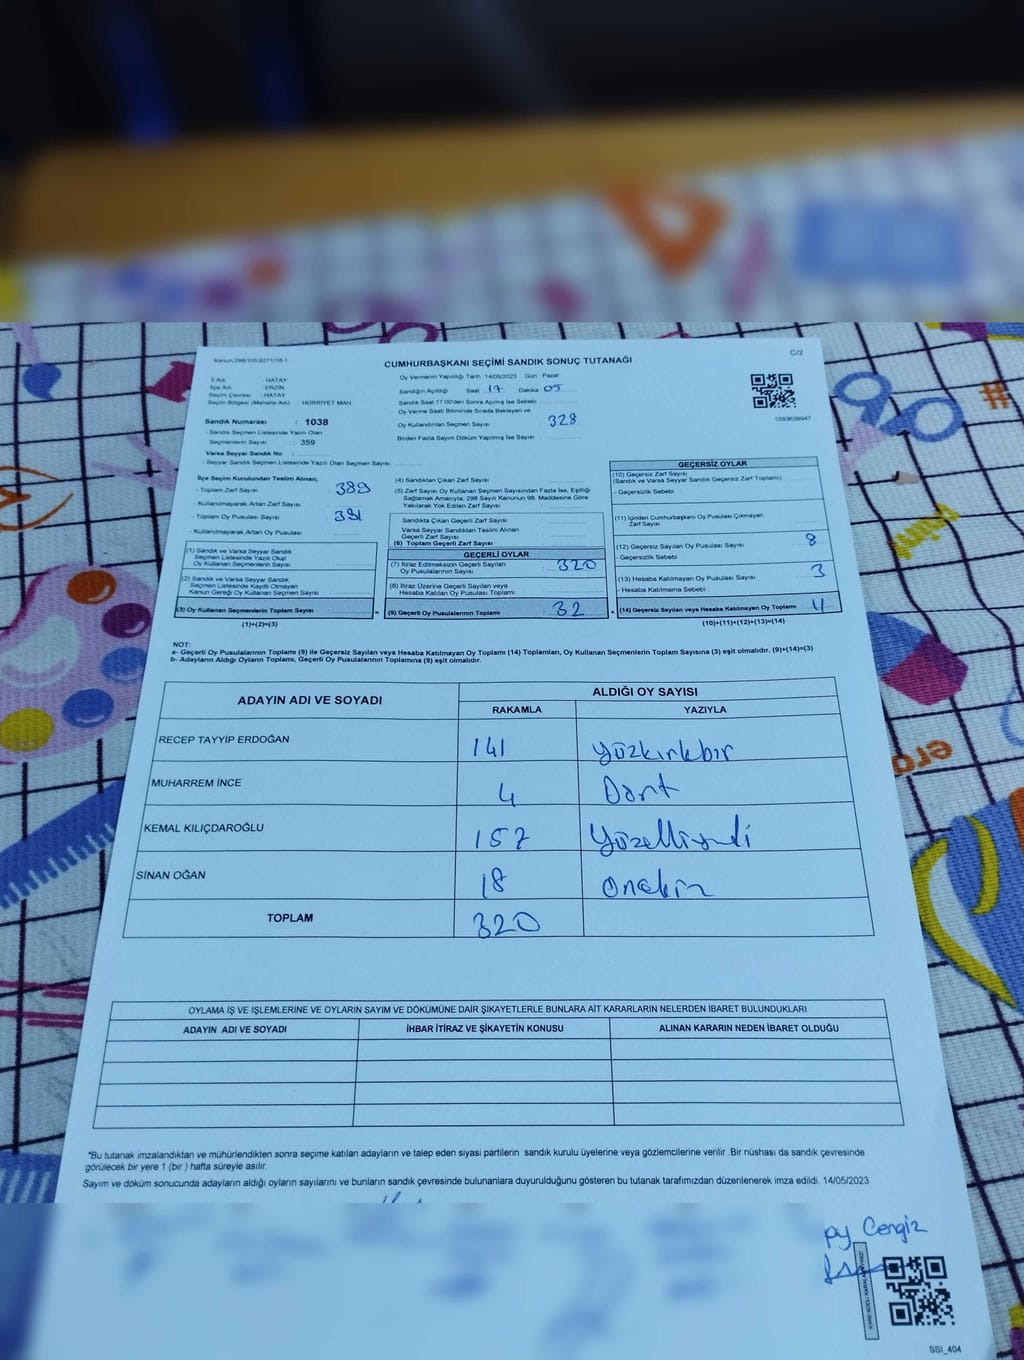 Kanun:298/105,6271/18-1
CUMHURBAŞKANI SEÇİMİ SANDIK SONUÇ TUTANAĞI
C/2
İl Adı : HATAY
İlçe Adı : ERZİN
Seçim Çevresi : HATAY
Seçim Bölgesi (Mahalle Adı) : HÜRRİYET MAH.
Sandık Numarası : 1038
- Sandık Seçmen Listesinde Yazılı Olan
Seçmenlerin Sayısı : 359
Varsa Seyyar Sandık No :
- Seyyar Sandık Seçmen Listesinde Yazılı Olan Seçmen Sayısı
Oy Vermenin Yapıldığı Tarih :14/05/2023 Gün : Pazar
Sandığın Açıldığı Saat 17 Dakika 05
Sandık Saat 17:00'den Sonra Açılmış İse Sebebi
Oy Verme Saati Bitiminde Sırada Bekleyen ve
Oy Kullandırılan Seçmen Sayısı 328
Birden Fazla Sayım Döküm Yapılmış İse Sayısı
1093638947
İlçe Seçim Kurulundan Teslim Alınan;
- Toplam Zarf Sayısı 389
- Kullanılmayarak Artan Zarf Sayısı
- Toplam Oy Pusulası Sayısı 391
- Kullanılmayarak Artan Oy Pusulası
(1) Sandık ve Varsa Seyyar Sandık
Seçmen Listesinde Yazılı Olup
Oy Kullanan Seçmenlerin Sayısı
(2) Sandık ve Varsa Seyyar Sandık
Seçmen Listesinde Kayıtlı Olmayan
Kanun Gereği Oy Kullanan Seçmenlerin Sayısı
(3) Oy Kullanan Seçmenlerin Toplam Sayısı =
(1)+(2)=(3)
(4) Sandıktan Çıkan Zarf Sayısı
(5) Zarf Sayısı Oy Kullanan Seçmen Sayısından Fazla İse, Eşitliği
Sağlamak Amacıyla; 298 Sayılı Kanunun 98. Maddesine Göre
Yakılarak Yok Edilen Zarf Sayısı
Sandıkta Çıkan Geçerli Zarf Sayısı
Varsa Seyyar Sandıktan Teslim Alınan
Geçerli Zarf Sayısı
(6) Toplam Geçerli Zarf Sayısı
GEÇERLİ OYLAR
(7) İtiraz Edilmeksizin Geçerli Sayılan
Oy Pusulalarının Sayısı 320
(8) İtiraz Üzerine Geçerli Sayılan veya
Hesaba Katılan Oy Pusulası Toplamı
(9) Geçerli Oy Pusulalarının Toplamı : 32 +
GEÇERSİZ OYLAR
(10) Geçersiz Zarf Sayısı
(Sandık ve Varsa Seyyar Sandık Geçersiz Zarf Toplamı)
- Geçersizlik Sebebi
(11) İçinden Cumhurbaşkanı Oy Pusulası Çıkmayan
Zarf Sayısı
(12) Geçersiz Sayılan Oy Pusulası Sayısı 8
- Geçersizlik Sebebi
(13) Hesaba Katılmayan Oy Pusulası Sayısı 3
- Hesaba Katılmama Sebebi
(14) Geçersiz Sayılan veya Hesaba Katılmayan Oy Toplamı 11
(10)+(11)+(12)+(13)=(14)
NOT:
a- Geçerli Oy Pusulalarının Toplamı (9) ile Geçersiz Sayılan veya Hesaba Katılmayan Oy Toplamı (14) Toplamları, Oy Kullanan Seçmenlerin Toplam Sayısına (3) eşit olmalıdır. (9)+(14)=(3)
b- Adayların Aldığı Oyların Toplamı, Geçerli Oy Pusulalarının Toplamına (9) eşit olmalıdır.
ADAYIN ADI VE SOYADI
ALDIĞI OY SAYISI
RAKAMLA YAZIYLA
RECEP TAYYİP ERDOĞAN 141 yüzkırkbir
MUHARREM İNCE 4 Dört
KEMAL KILIÇDAROĞLU 157 yüzelliyedi
SİNAN OĞAN 18 Onsekiz
TOPLAM 320
OYLAMA İŞ VE İŞLEMLERİNE VE OYLARIN SAYIM VE DÖKÜMÜNE DAİR ŞİKAYETLERLE BUNLARA AİT KARARLARIN NELERDEN İBARET BULUNDUKLARI
ADAYIN ADI VE SOYADI İHBAR İTİRAZ VE ŞİKAYETİN KONUSU ALINAN KARARIN NEDEN İBARET OLDUĞU
"Bu tutanak imzalandıktan ve mühürlendikten sonra seçime katılan adayların ve talep eden siyasi partilerin sandık kurulu üyelerine veya gözlemcilerine verilir .Bir nüshası da sandık çevresinde
görülecek bir yere 1 (bir ) hafta süreyle asılır.
Sayım ve döküm sonucunda adayların aldığı oyların sayılarını ve bunların sandık çevresinde bulunanlara duyurulduğunu gösteren bu tutanak tarafımızdan düzenlenerek imza edildi. 14/05/2023
Cengiz
SSI_404